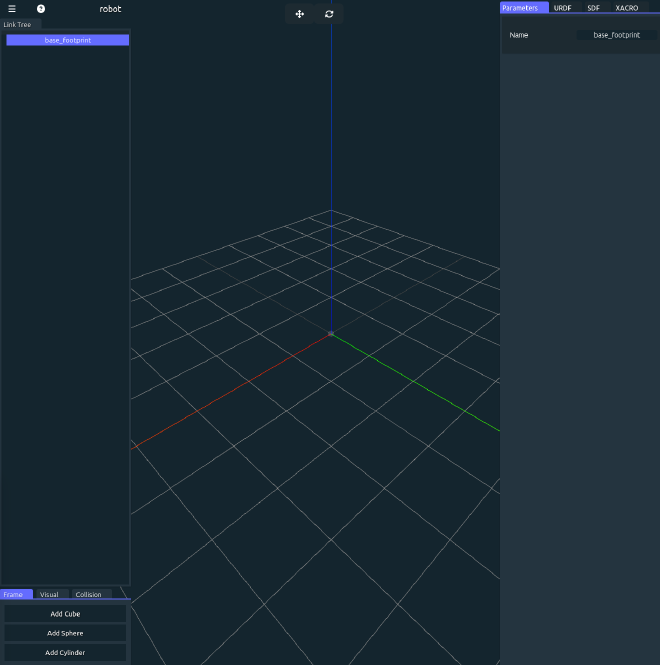 robot
Link Tree
base_footprint
Frame Visual Collision
Add Cube
Add Sphere
Add Cylinder
Parameters URDF SDF XACRO
Name base_footprint